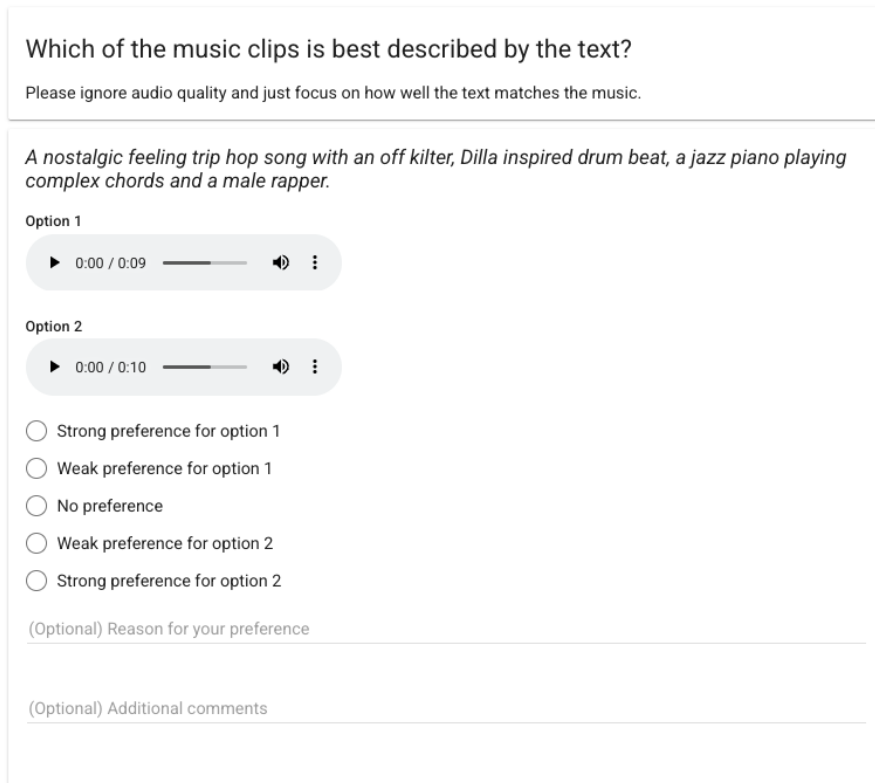 Which of the music clips is best described by the text?
Please ignore audio quality and just focus on how well the text matches the music.
A nostalgic feeling trip hop song with an off kilter, Dilla inspired drum beat, a jazz piano playing
complex chords and a male rapper.
Option 1
0:00 / 0:09
Option 2
0:00 / 0:10
Strong preference for option 1
Weak preference for option 1
No preference
Weak preference for option 2
Strong preference for option 2
(Optional) Reason for your preference
(Optional) Additional comments